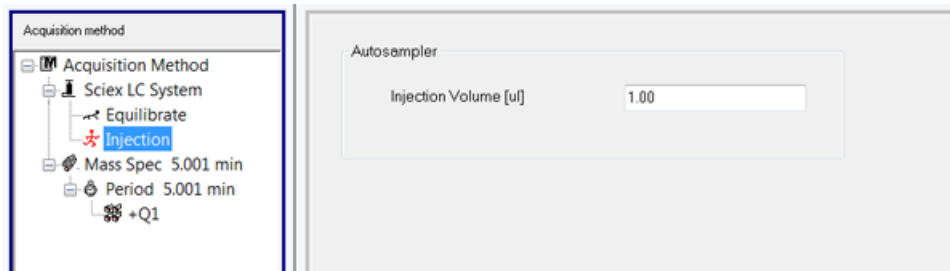 Acquisition method
Acquisition Method
Sciex LC System
Equilibrate
Injection
Mass Spec 5.001 min
Period 5.001 min
+Q1
Autosampler
Injection Volume [ul] 1.00